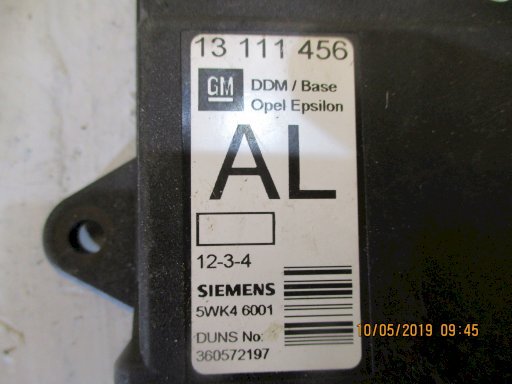 13 111 456
GM
DDM / Base
Opel Epsilon
AL
12-3-4
SIEMENS
5WK4 6001
DUNS No:
360572197
10/05/2019 09:45